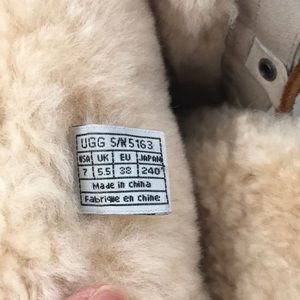 UGG S/N 5163
USA UK EU JAPAN
7 5.5 38 240
Made in China
Fabriqué en Chine